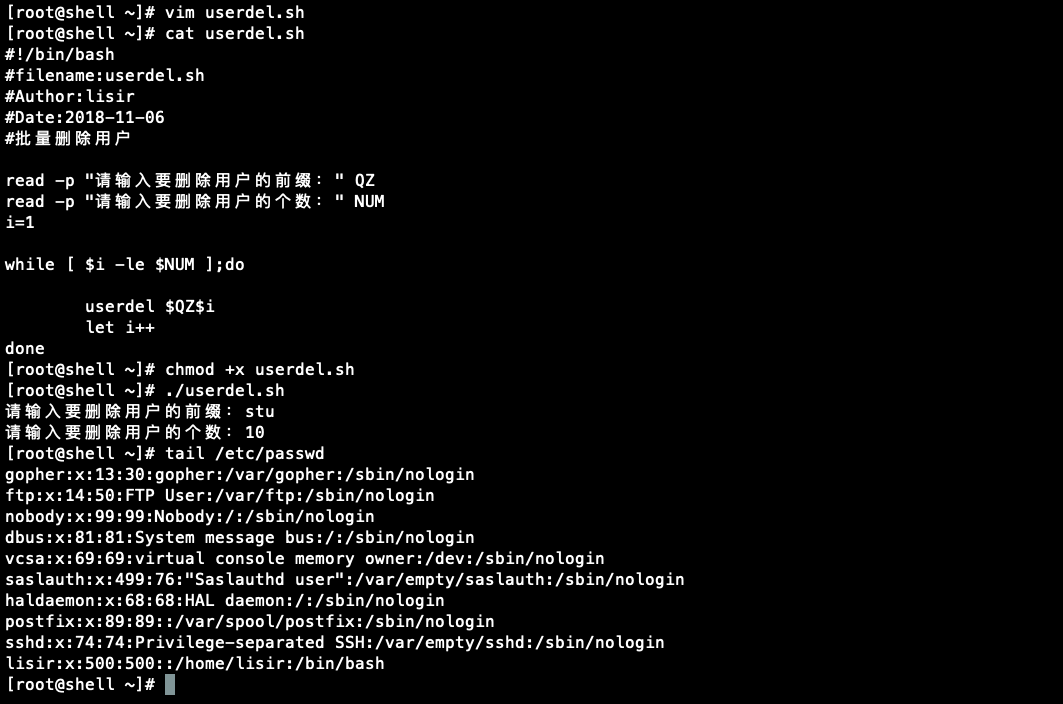 [root@shell ~]# vim userdel.sh
[root@shell ~]# cat userdel.sh
#!/bin/bash
#filename:userdel.sh
#Author:lisir
#Date:2018-11-06
#批量删除用户
read -p "请输入要删除用户的前缀：" QZ
read -p "请输入要删除用户的个数：" NUM
i=1
while [ $i -le $NUM ];do
userdel $QZ$i
let i++
done
[root@shell ~]# chmod +x userdel.sh
[root@shell ~]# ./userdel.sh
请输入要删除用户的前缀：stu
请输入要删除用户的个数：10
[root@shell ~]# tail /etc/passwd
gopher:x:13:30:gopher:/var/gopher:/sbin/nologin
ftp:x:14:50:FTP User:/var/ftp:/sbin/nologin
nobody:x:99:99:Nobody:/:/sbin/nologin
dbus:x:81:81:System message bus:/:/sbin/nologin
vcsa:x:69:69:virtual console memory owner:/dev:/sbin/nologin
saslauth:x:499:76:"Saslauthd user":/var/empty/saslauth:/sbin/nologin
haldaemon:x:68:68:HAL daemon:/:/sbin/nologin
postfix:x:89:89::/var/spool/postfix:/sbin/nologin
sshd:x:74:74:Privilege-separated SSH:/var/empty/sshd:/sbin/nologin
lisir:x:500:500::/home/lisir:/bin/bash
[root@shell ~]#